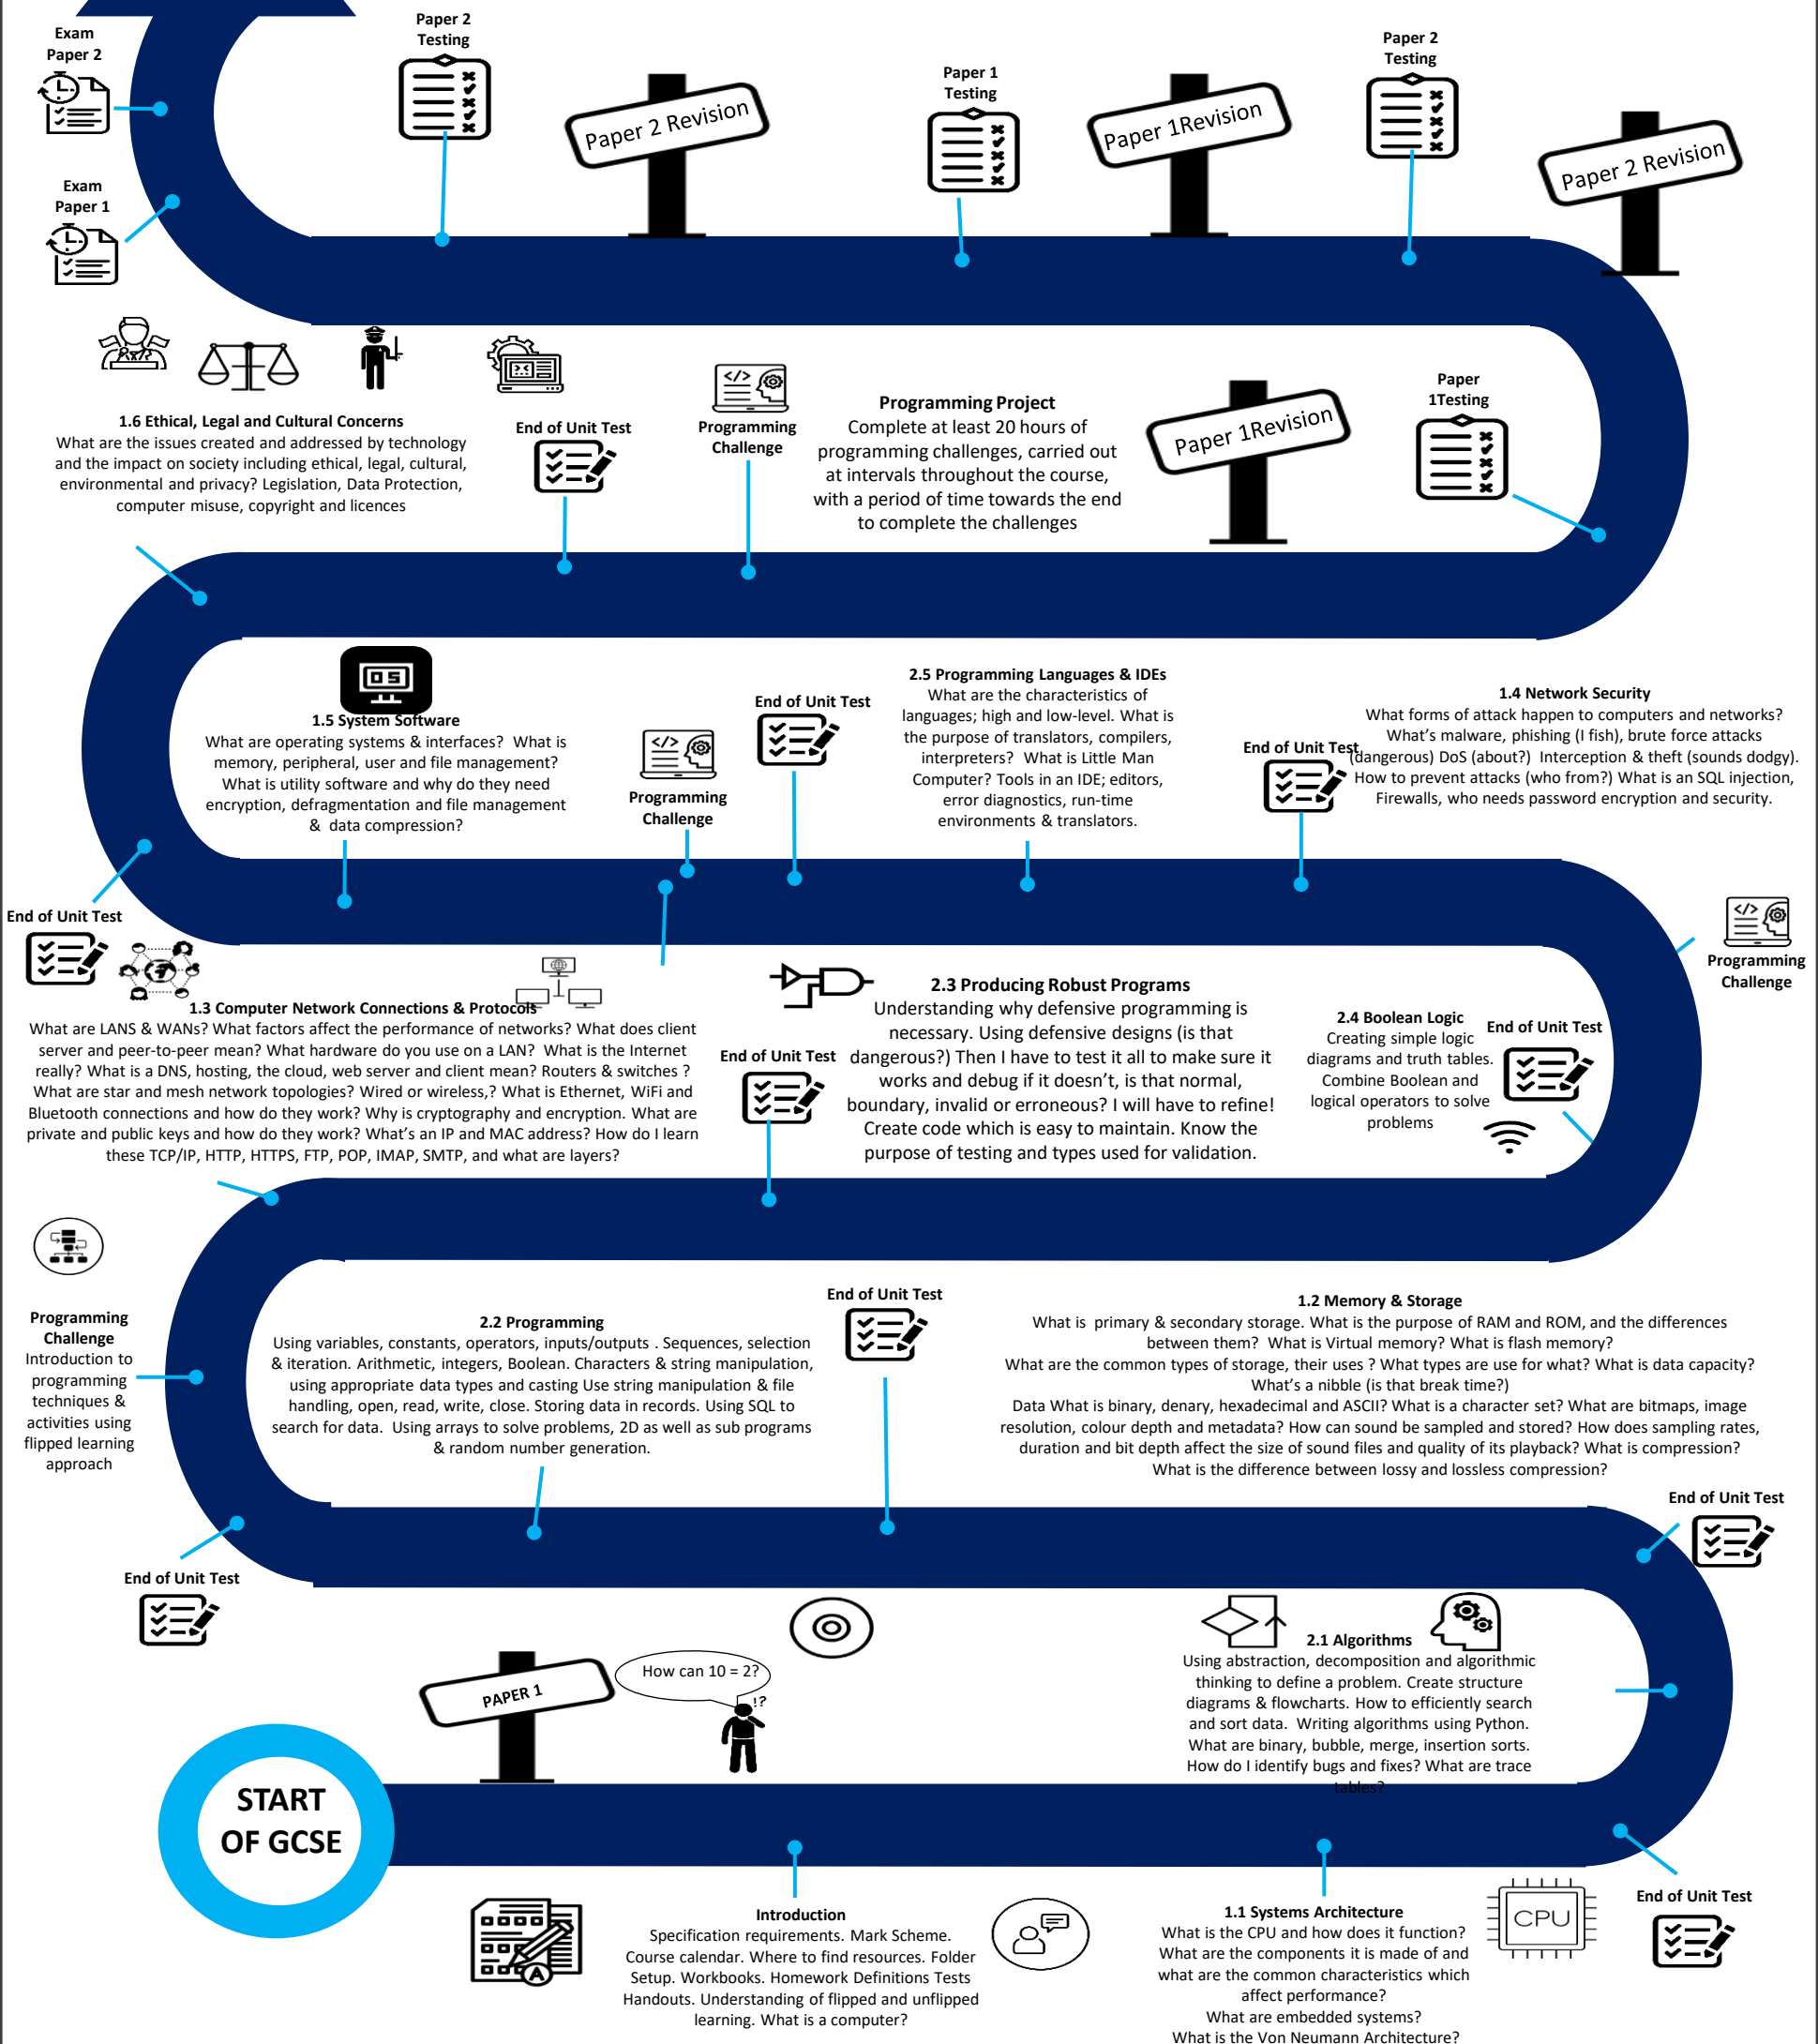 Exam
Paper 2
Paper 2
Testing
Paper 2 Revision
Paper 1
Testing
Paper 1Revision
Paper 2
Testing
Paper 2 Revision
Exam
Paper 1
1.6 Ethical, Legal and Cultural Concerns
What are the issues created and addressed by technology
and the impact on society including ethical, legal, cultural,
environmental and privacy? Legislation, Data Protection,
computer misuse, copyright and licences
End of Unit Test
Programming
Challenge
Programming Project
Complete at least 20 hours of
programming challenges, carried out
at intervals throughout the course,
with a period of time towards the end
to complete the challenges
Paper 1Revision
Paper
1Testing
OS
1.5 System Software
What are operating systems & interfaces? What is
memory, peripheral, user and file management?
What is utility software and why do they need
encryption, defragmentation and file management
& data compression?
Programming
Challenge
End of Unit Test
2.5 Programming Languages & IDEs
What are the characteristics of
languages; high and low-level. What is
the purpose of translators, compilers,
interpreters? What is Little Man
Computer? Tools in an IDE; editors,
error diagnostics, run-time
environments & translators.
End of Unit Test
1.4 Network Security
What forms of attack happen to computers and networks?
What's malware, phishing (I fish), brute force attacks
(dangerous) DoS (about?) Interception & theft (sounds dodgy).
How to prevent attacks (who from?) What is an SQL injection,
Firewalls, who needs password encryption and security.
End of Unit Test
Programming
Challenge
1.3 Computer Network Connections & Protocols
What are LANS & WANs? What factors affect the performance of networks? What does client
server and peer-to-peer mean? What hardware do you use on a LAN? What is the Internet
really? What is a DNS, hosting, the cloud, web server and client mean? Routers & switches ?
What are star and mesh network topologies? Wired or wireless,? What is Ethernet, WiFi and
Bluetooth connections and how do they work? Why is cryptography and encryption. What are
private and public keys and how do they work? What's an IP and MAC address? How do I learn
these TCP/IP, HTTP, HTTPS, FTP, POP, IMAP, SMTP, and what are layers?
End of Unit Test
2.3 Producing Robust Programs
Understanding why defensive programming is
necessary. Using defensive designs (is that
dangerous?) Then I have to test it all to make sure it
works and debug if it doesn't, is that normal,
boundary, invalid or erroneous? I will have to refine!
Create code which is easy to maintain. Know the
purpose of testing and types used for validation.
2.4 Boolean Logic
Creating simple logic
diagrams and truth tables.
Combine Boolean and
logical operators to solve
problems
End of Unit Test
Programming
Challenge
Introduction to
programming
techniques &
activities using
flipped learning
approach
2.2 Programming
Using variables, constants, operators, inputs/outputs . Sequences, selection
& iteration. Arithmetic, integers, Boolean. Characters & string manipulation,
using appropriate data types and casting Use string manipulation & file
handling, open, read, write, close. Storing data in records. Using SQL to
search for data. Using arrays to solve problems, 2D as well as sub programs
& random number generation.
End of Unit Test
1.2 Memory & Storage
What is primary & secondary storage. What is the purpose of RAM and ROM, and the differences
between them? What is Virtual memory? What is flash memory?
What are the common types of storage, their uses ? What types are use for what? What is data capacity?
What's a nibble (is that break time?)
Data What is binary, denary, hexadecimal and ASCII? What is a character set? What are bitmaps, image
resolution, colour depth and metadata? How can sound be sampled and stored? How does sampling rates,
duration and bit depth affect the size of sound files and quality of its playback? What is compression?
What is the difference between lossy and lossless compression?
End of Unit Test
End of Unit Test
PAPER 1
How can 10 = 2?
!?
2.1 Algorithms
Using abstraction, decomposition and algorithmic
thinking to define a problem. Create structure
diagrams & flowcharts. How to efficiently search
and sort data. Writing algorithms using Python.
What are binary, bubble, merge, insertion sorts.
How do I identify bugs and fixes? What are trace
tables?
START
OF GCSE
A
Introduction
Specification requirements. Mark Scheme.
Course calendar. Where to find resources. Folder
Setup. Workbooks. Homework Definitions Tests
Handouts. Understanding of flipped and unflipped
learning. What is a computer?
1.1 Systems Architecture
What is the CPU and how does it function?
What are the components it is made of and
what are the common characteristics which
affect performance?
What are embedded systems?
What is the Von Neumann Architecture?
CPU
End of Unit Test